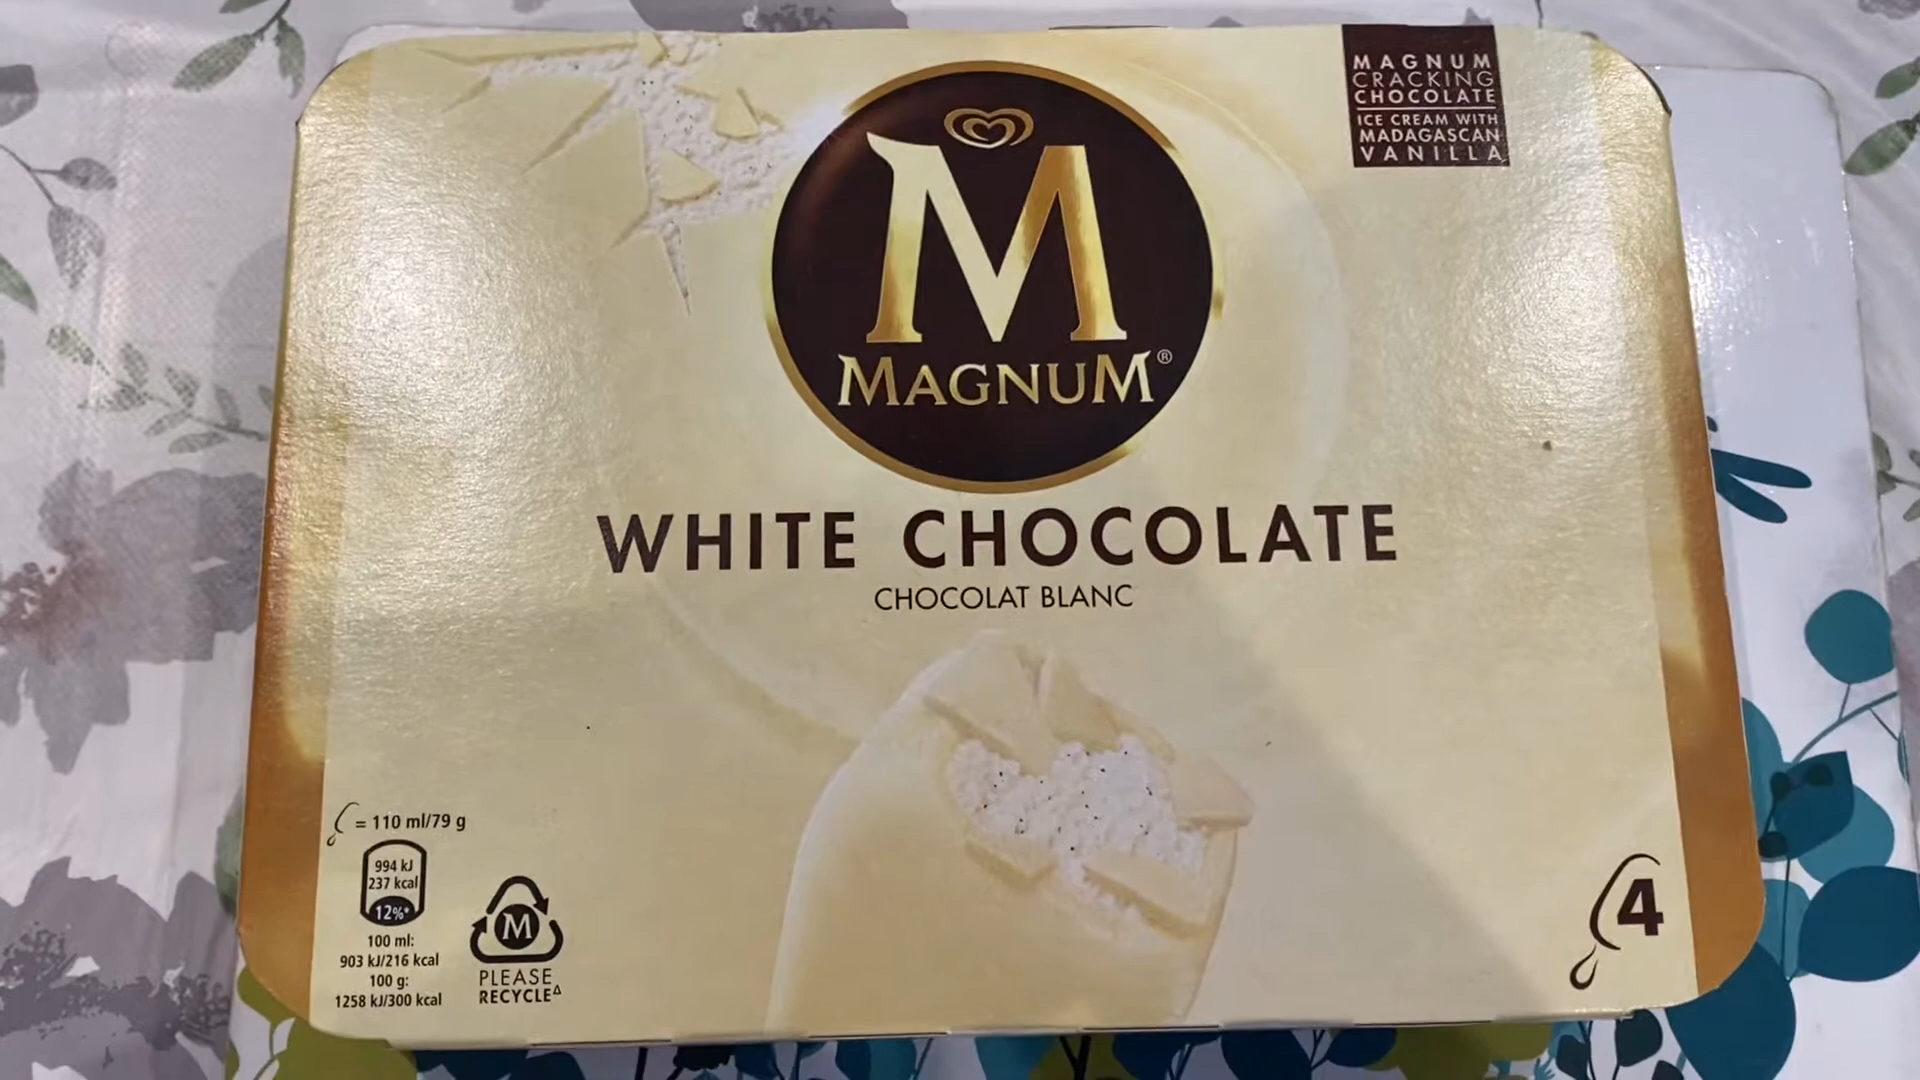 MAGNUM
CRACKING
CHOCOLATE
ICE CREAM WITH
MADAGASCAN
VANILLA
M
MAGNUM®
WHITE CHOCOLATE
CHOCOLAT BLANC
= 110 ml/79 g
994 kJ
237 kcal
12%*
100 ml:
903 kJ/216 kcal
100 g:
1258 kJ/300 kcal
M
PLEASE
RECYCLEᐃ
4